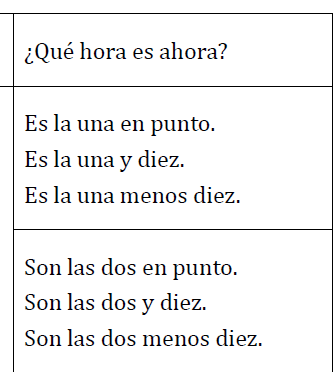 ¿Qué hora es ahora?
Es la una en punto.
Es la una y diez.
Es la una menos diez.
Son las dos en punto.
Son las dos y diez.
Son las dos menos diez.